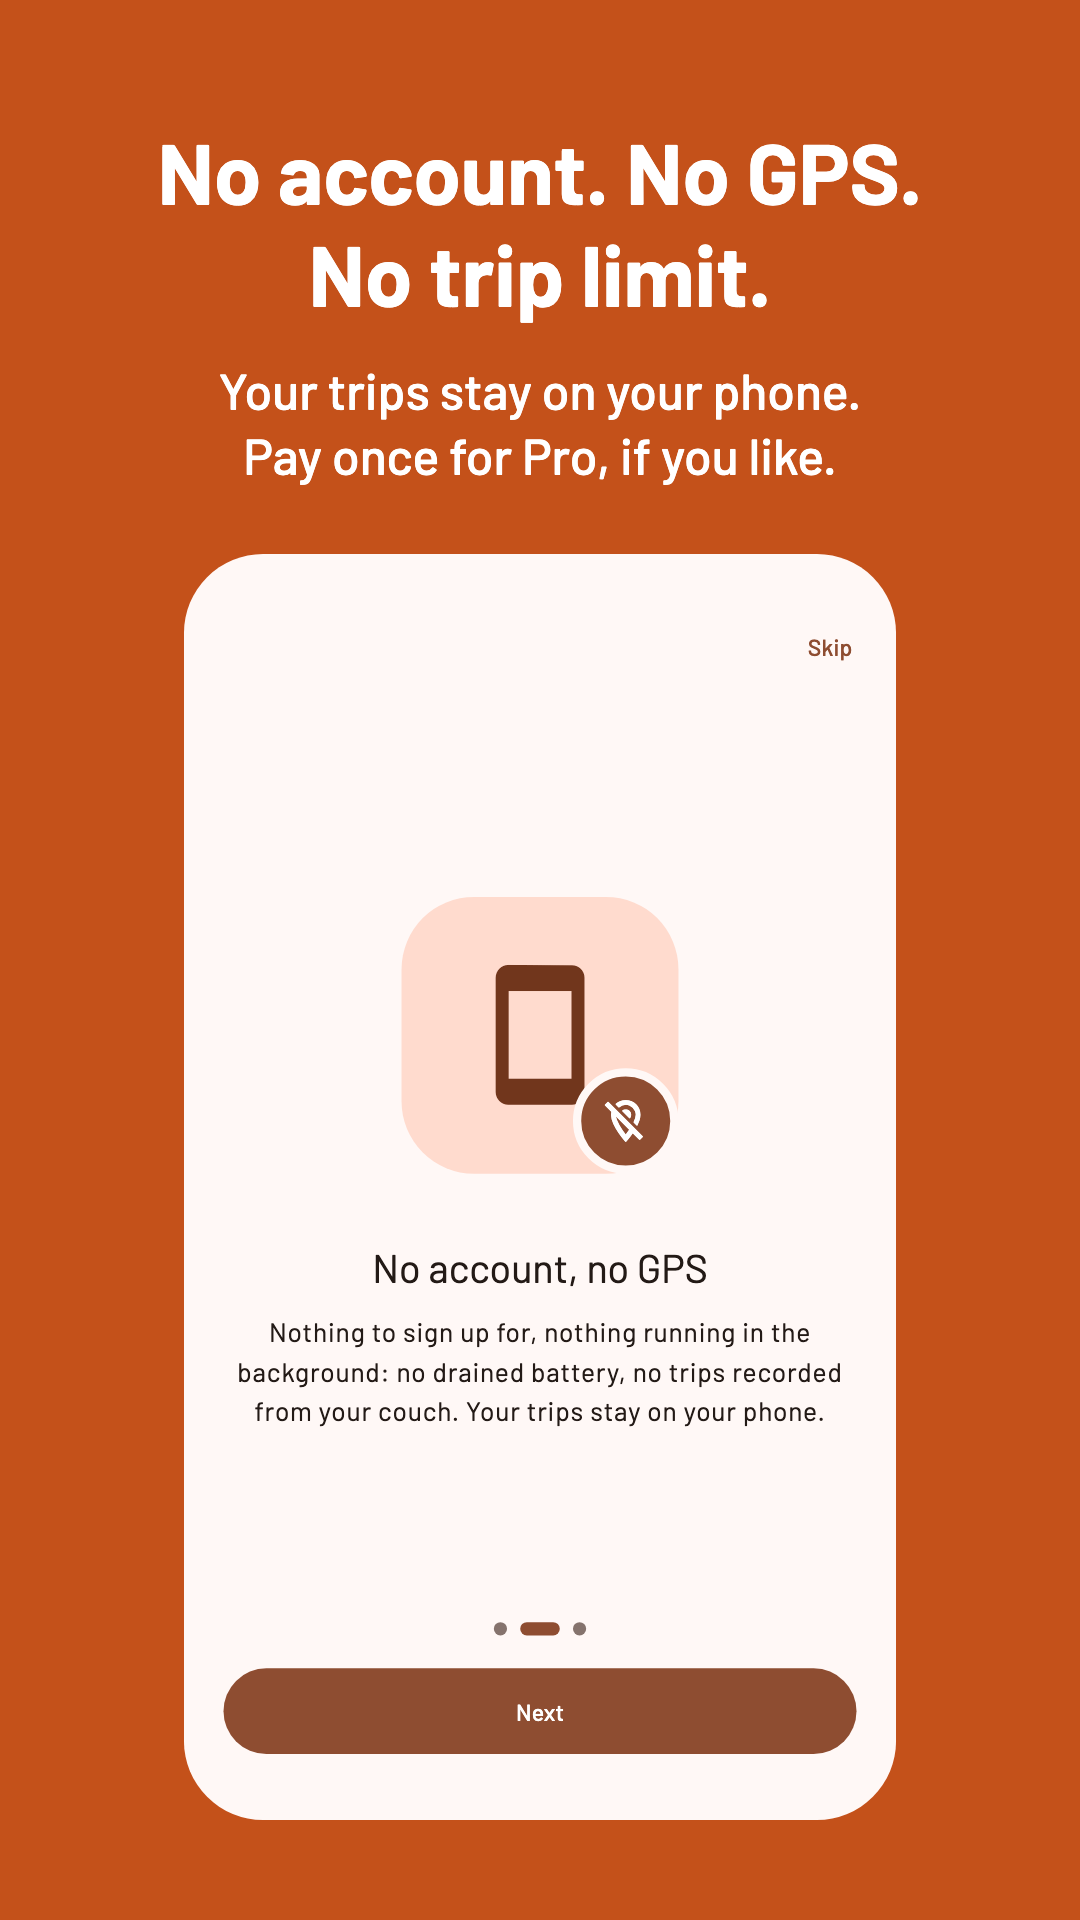 No account. No GPS.
No trip limit.
Your trips stay on your phone.
Pay once for Pro, if you like.
Skip
No account, no GPS
Nothing to sign up for, nothing running in the
background: no drained battery, no trips recorded
from your couch. Your trips stay on your phone.
Next